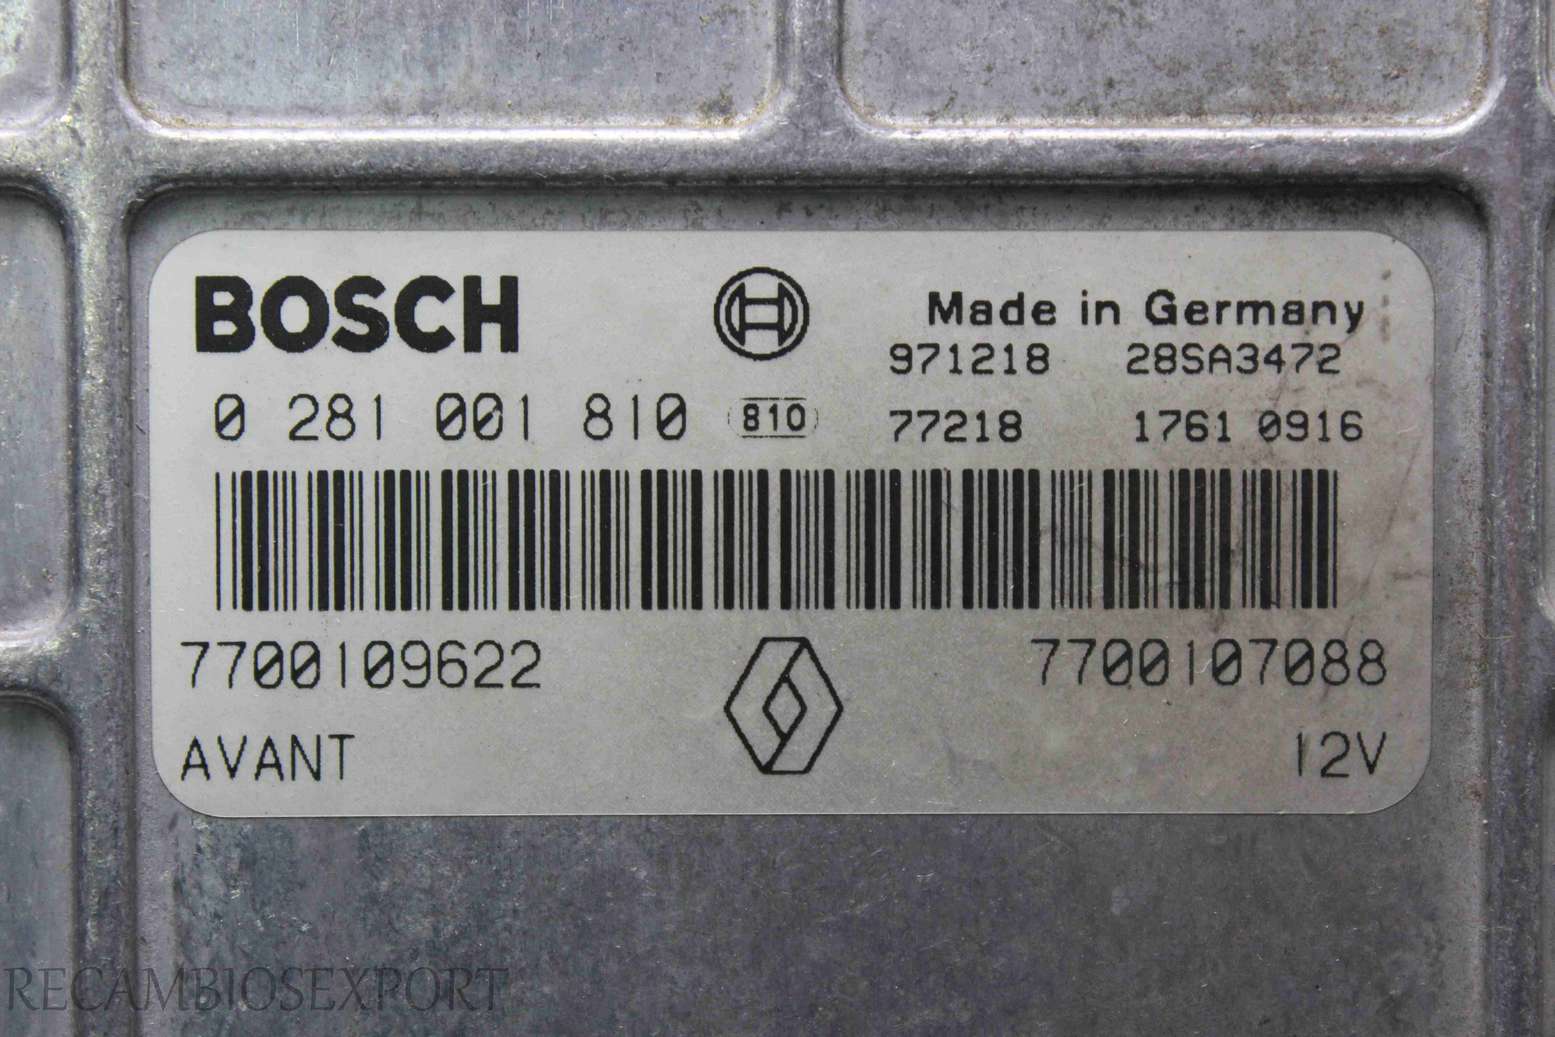 BOSCH
Made in Germany
971218 28SA3472
0 281 001 810 810 77218 1761 0916
7700109622 7700107088
AVANT 12V
RECAMBIOSEXPORT